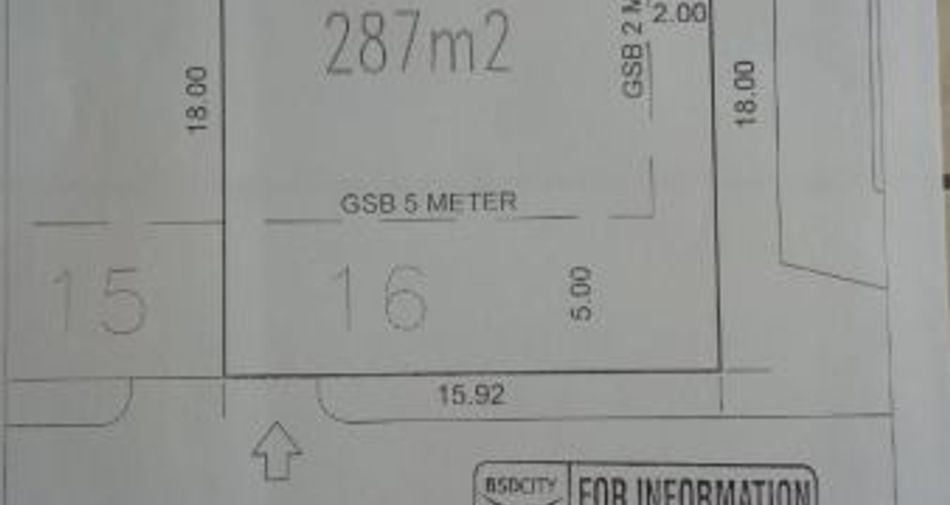 287m2
2.00
GSB 2 M
18.00
18.00
GSB 5 METER
15
16
5.00
15.92
BSDCITY
FOR INFORMATION